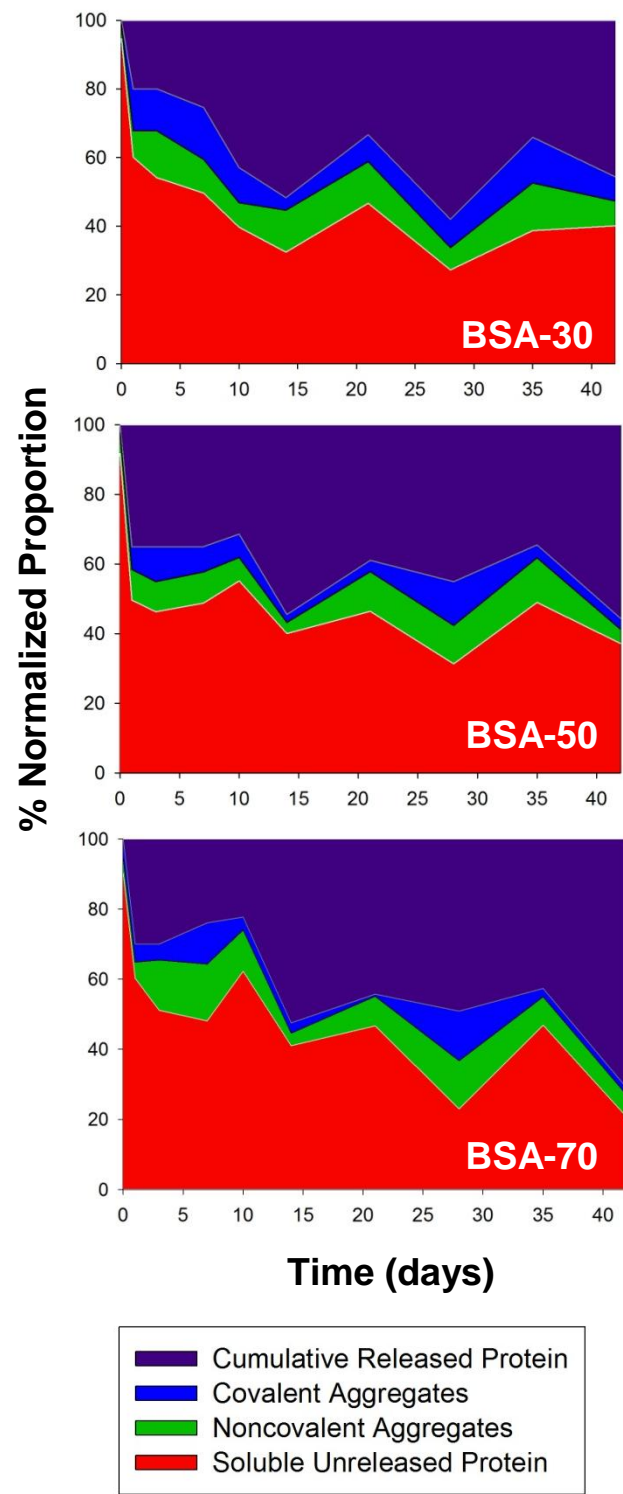 % Normalized Proportion
100
80
60
40
20
0
BSA-30
0 5 10 15 20 25 30 35 40
100
80
60
40
20
0
BSA-50
0 5 10 15 20 25 30 35 40
100
80
60
40
20
0
BSA-70
0 5 10 15 20 25 30 35 40
Time (days)
Cumulative Released Protein
Covalent Aggregates
Noncovalent Aggregates
Soluble Unreleased Protein